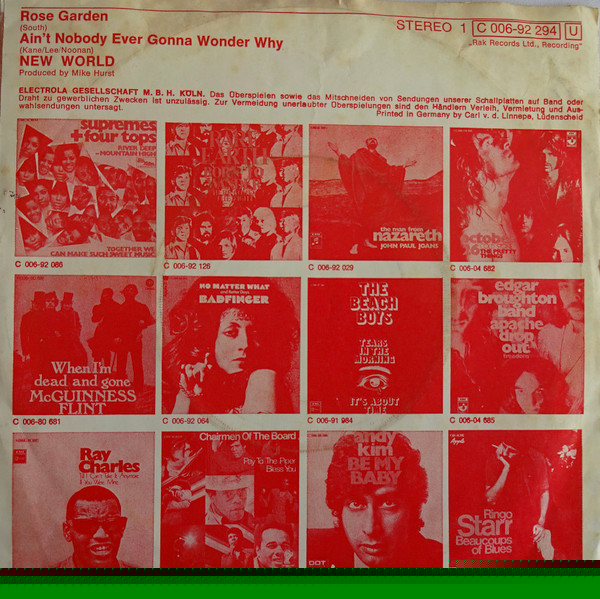 Rose Garden
(South)
Ain't Nobody Ever Gonna Wonder Why
(Kane/Lee/Noonan)
NEW WORLD
Produced by Mike Hurst
STEREO 1 C 006-92 294 U
„Rak Records Ltd., Recording"
ELECTROLA GESELLSCHAFT M. B. H. KÖLN. Das Überspielen sowie das Mitschneiden von Sendungen unserer Schallplatten auf Band oder
Draht zu gewerblichen Zwecken ist unzulässig. Zur Vermeidung unerlaubter Überspielungen sind den Händlern Verleih, Vermietung und Aus-
wahlsendungen untersagt.
Printed in Germany by Carl v. d. Linnepe, Lüdenscheid
supremes
+ four tops
RIVER DEEP
-MOUNTAIN HIGH
TOGETHER WE
CAN MAKE SUCH SWEET MUSIC
the man from
nazareth
JOHN PAUL JOANS
PRETTY
THINGS
C 006-92 086
C 006-92 126
C 006-92 029
C 006-04 682
When I'm
dead and gone
McGUINNESS
FLINT
NO MATTER WHAT
BADFINGER
THE
BEACH
BOYS
TEARS
IN THE
MORNING
IT'S ABOUT
TIME
edgar
broughton
band
apache
drop
out
C 006-80 681
C 006-92 064
C 006-91 984
C 006-04 685
Ray
Charles
Chairmen Of The Board
Pay To The Piper
Bless You
andy
kim
BE MY
BABY
DOT
Apple
Ringo
Starr
Beaucoups
of Blues